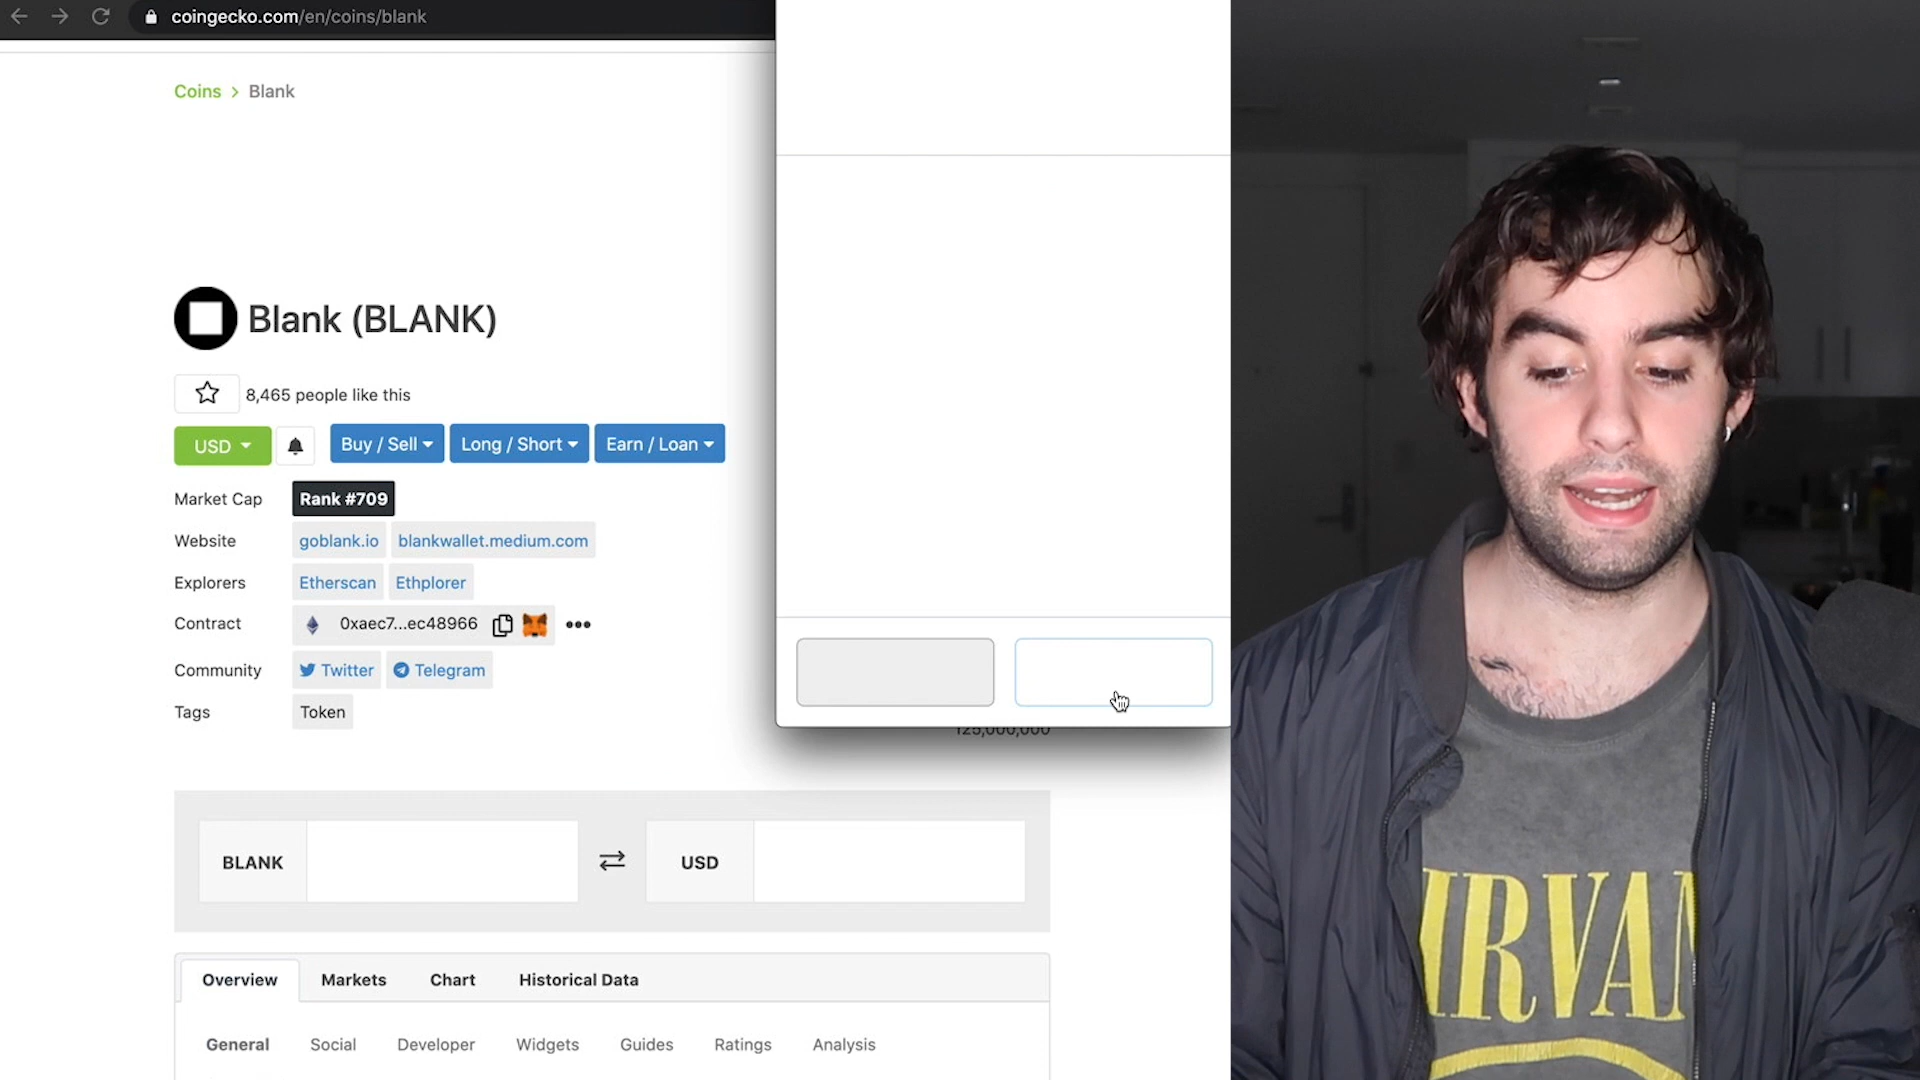 coingecko.com/en/coins/blank
Coins > Blank
Blank (BLANK)
8,465 people like this
USD
Buy / Sell
Long / Short
Earn / Loan
Market Cap Rank #709
Website goblank.io blankwallet.medium.com
Explorers Etherscan Ethplorer
Contract 0xaec7...ec48966
Community Twitter Telegram
Tags Token
125,000,000
BLANK
USD
Overview Markets Chart Historical Data
General Social Developer Widgets Guides Ratings Analysis
IRVAN